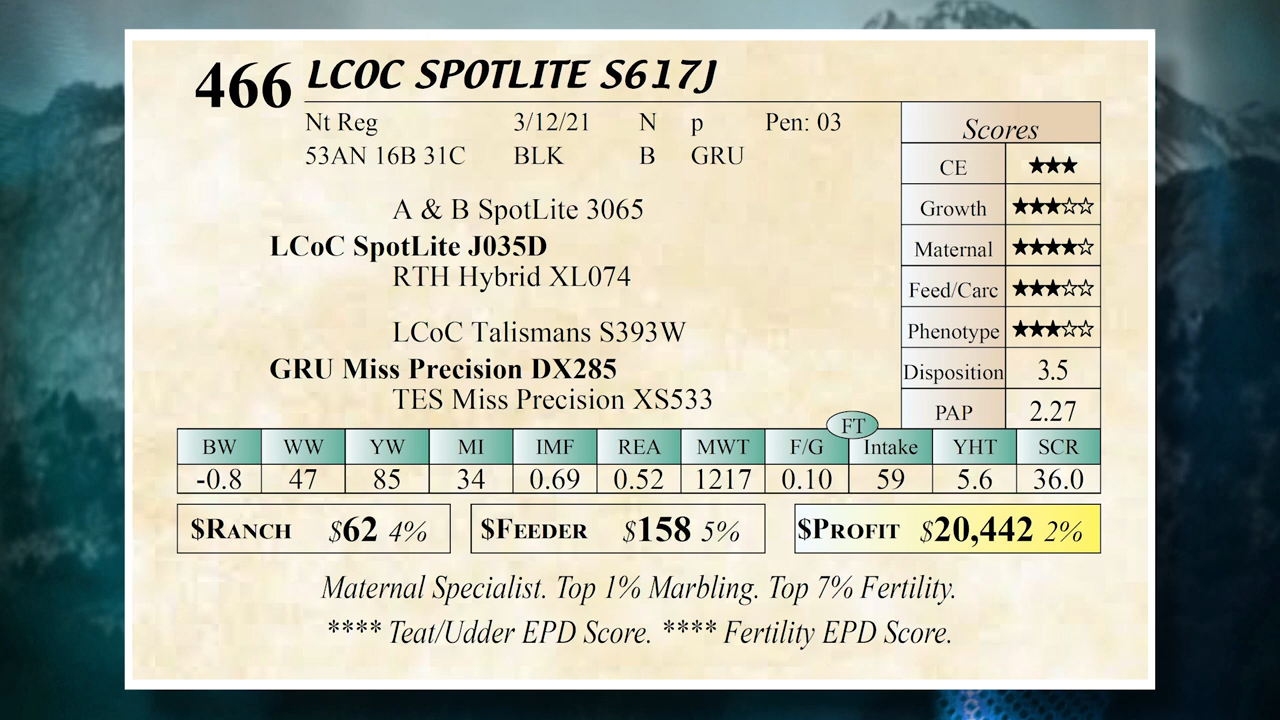 466 LCOC SPOTLITE S617J
Nt Reg 3/12/21 N p Pen: 03
53AN 16B 31C BLK B GRU
A & B SpotLite 3065
LCoC SpotLite J035D
RTH Hybrid XL074
LCoC Talismans S393W
GRU Miss Precision DX285
TES Miss Precision XS533
Scores
CE ★★★
Growth ★★★☆☆
Maternal ★★★★☆
Feed/Carc ★★★☆☆
Phenotype ★★★☆☆
Disposition 3.5
PAP 2.27
FT
BW WW YW MI IMF REA MWT F/G Intake YHT SCR
-0.8 47 85 34 0.69 0.52 1217 0.10 59 5.6 36.0
$RANCH $62 4% $FEEDER $158 5% $PROFIT $20,442 2%
Maternal Specialist. Top 1% Marbling. Top 7% Fertility.
**** Teat/Udder EPD Score. **** Fertility EPD Score.